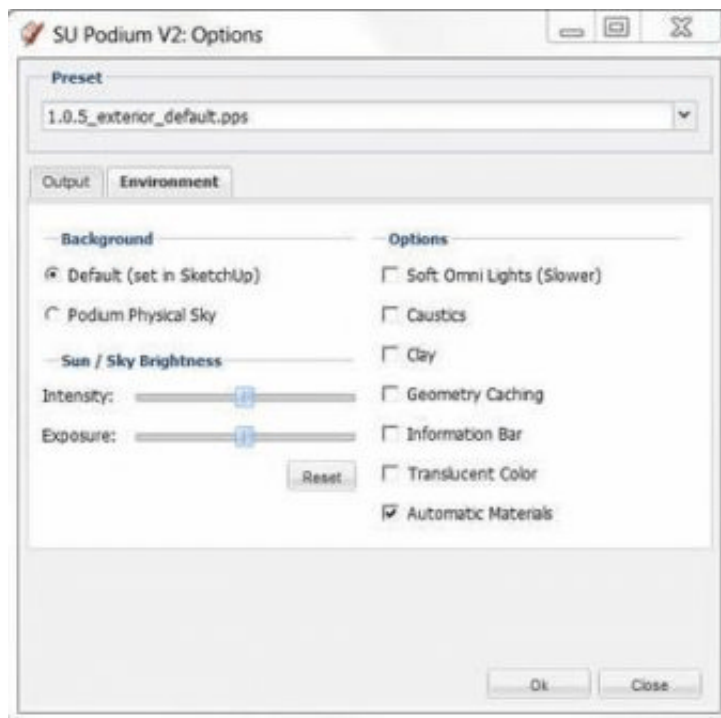 SU Podium V2: Options
Preset
1.0.5_exterior_default.pps
Output Environment
Background
Default (set in SketchUp)
Podium Physical Sky
Sun / Sky Brightness
Intensity:
Exposure:
Reset
Options
Soft Omni Lights (Slower)
Caustics
Clay
Geometry Caching
Information Bar
Translucent Color
Automatic Materials
Ok Close